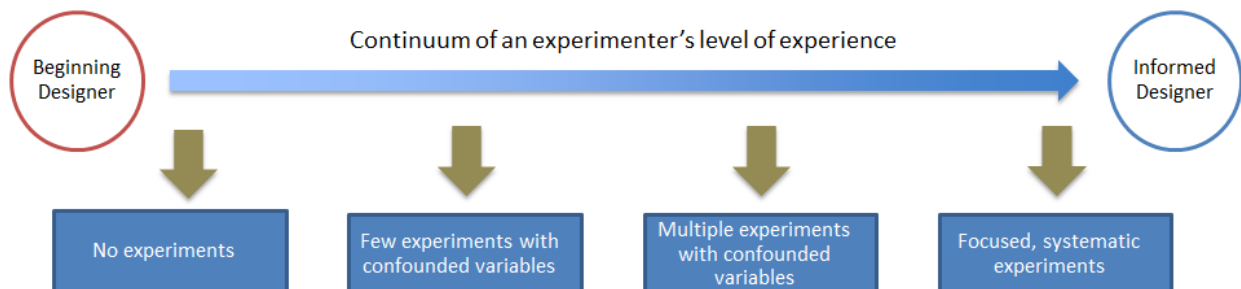 Continuum of an experimenter's level of experience
Beginning
Designer
Informed
Designer
No experiments
Few experiments with
confounded variables
Multiple experiments
with confounded
variables
Focused, systematic
experiments